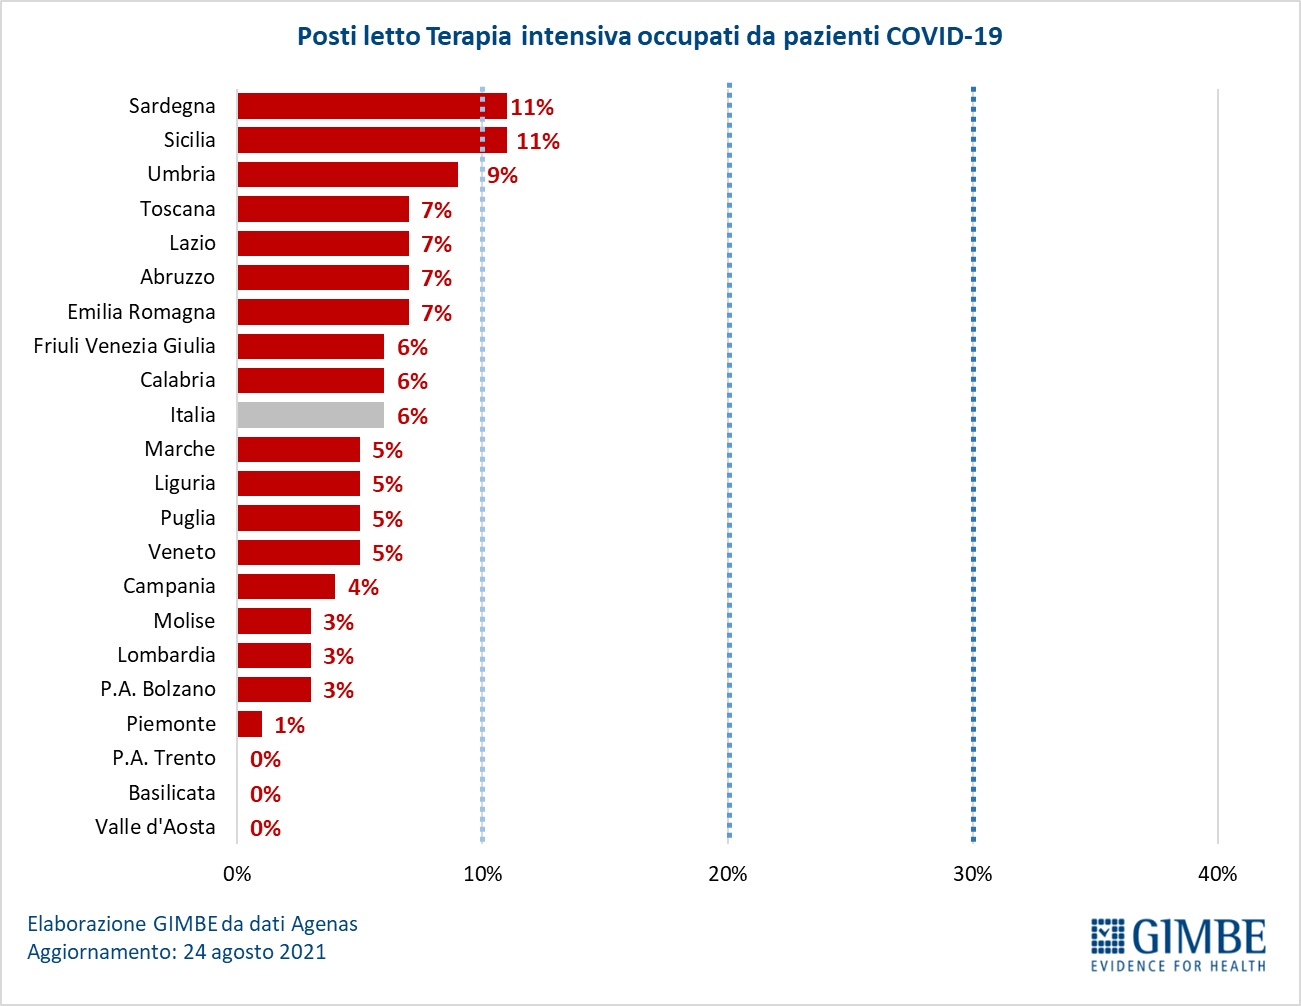 Posti letto Terapia intensiva occupati da pazienti COVID-19
Sardegna 11%
Sicilia 11%
Umbria 9%
Toscana 7%
Lazio 7%
Abruzzo 7%
Emilia Romagna 7%
Friuli Venezia Giulia 6%
Calabria 6%
Italia 6%
Marche 5%
Liguria 5%
Puglia 5%
Veneto 5%
Campania 4%
Molise 3%
Lombardia 3%
P.A. Bolzano 3%
Piemonte 1%
P.A. Trento 0%
Basilicata 0%
Valle d'Aosta 0%
0% 10% 20% 30% 40%
Elaborazione GIMBE da dati Agenas
Aggiornamento: 24 agosto 2021
GIMBE
EVIDENCE FOR HEALTH